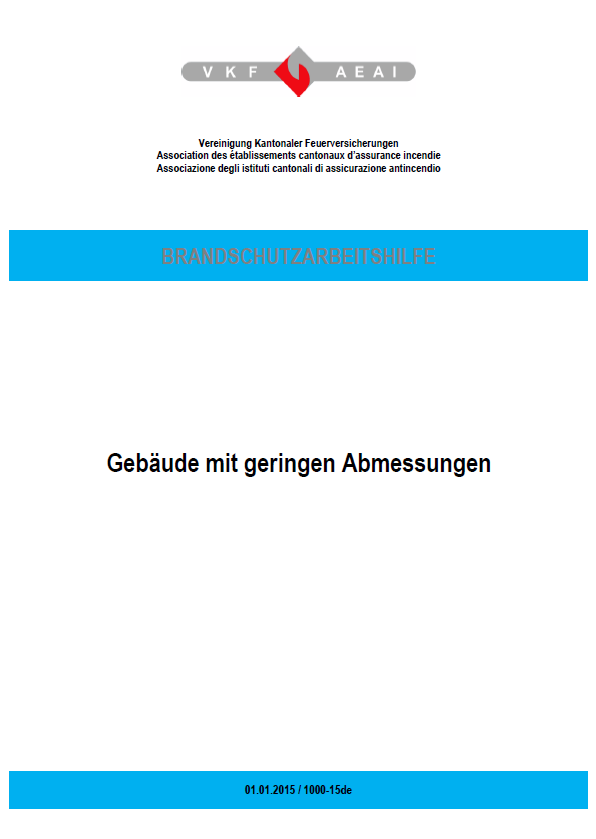 VKF AEAI
Vereinigung Kantonaler Feuerversicherungen
Association des établissements cantonaux d'assurance incendie
Associazione degli istituti cantonali di assicurazione antincendio
BRANDSCHUTZARBEITSHILFE
Gebäude mit geringen Abmessungen
01.01.2015 / 1000-15de